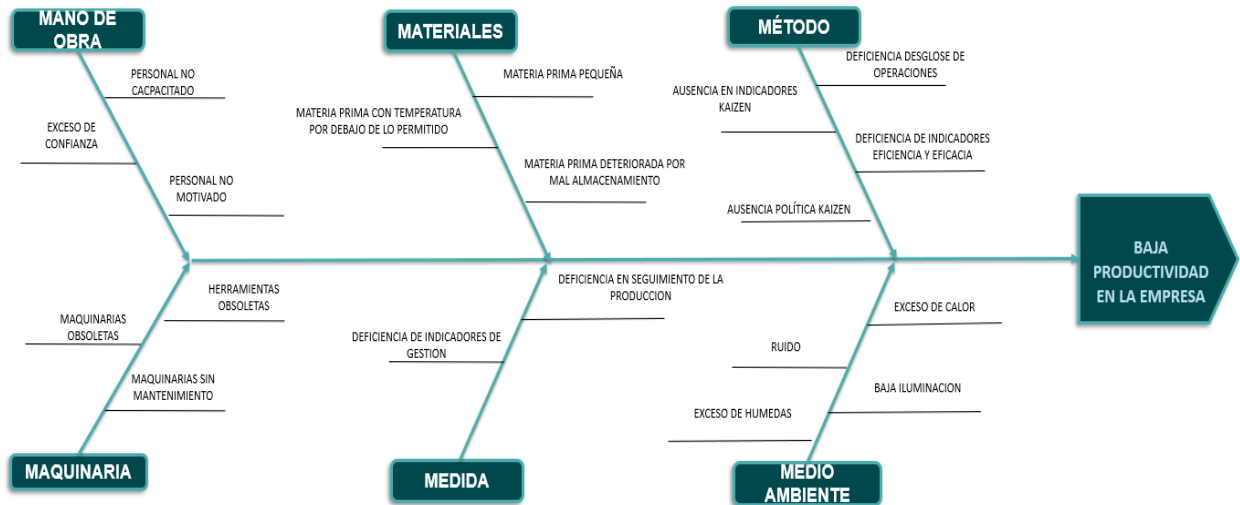 MANO DE
OBRA
PERSONAL NO
CACPACITADO
EXCESO DE
CONFIANZA
PERSONAL NO
MOTIVADO
MATERIALES
MATERIA PRIMA PEQUEÑA
MATERIA PRIMA CON TEMPERATURA
POR DEBAJO DE LO PERMITIDO
MATERIA PRIMA DETERIORADA POR
MAL ALMACENAMIENTO
MÉTODO
DEFICIENCIA DESGLOSE DE
OPERACIONES
AUSENCIA EN INDICADORES
KAIZEN
DEFICIENCIA DE INDICADORES
EFICIENCIA Y EFICACIA
AUSENCIA POLÍTICA KAIZEN
BAJA
PRODUCTIVIDAD
EN LA EMPRESA
HERRAMIENTAS
OBSOLETAS
MAQUINARIAS
OBSOLETAS
MAQUINARIAS SIN
MANTENIMIENTO
MAQUINARIA
DEFICIENCIA EN SEGUIMIENTO DE LA
PRODUCCION
DEFICIENCIA DE INDICADORES DE
GESTION
MEDIDA
EXCESO DE CALOR
RUIDO
BAJA ILUMINACION
EXCESO DE HUMEDAS
MEDIO
AMBIENTE